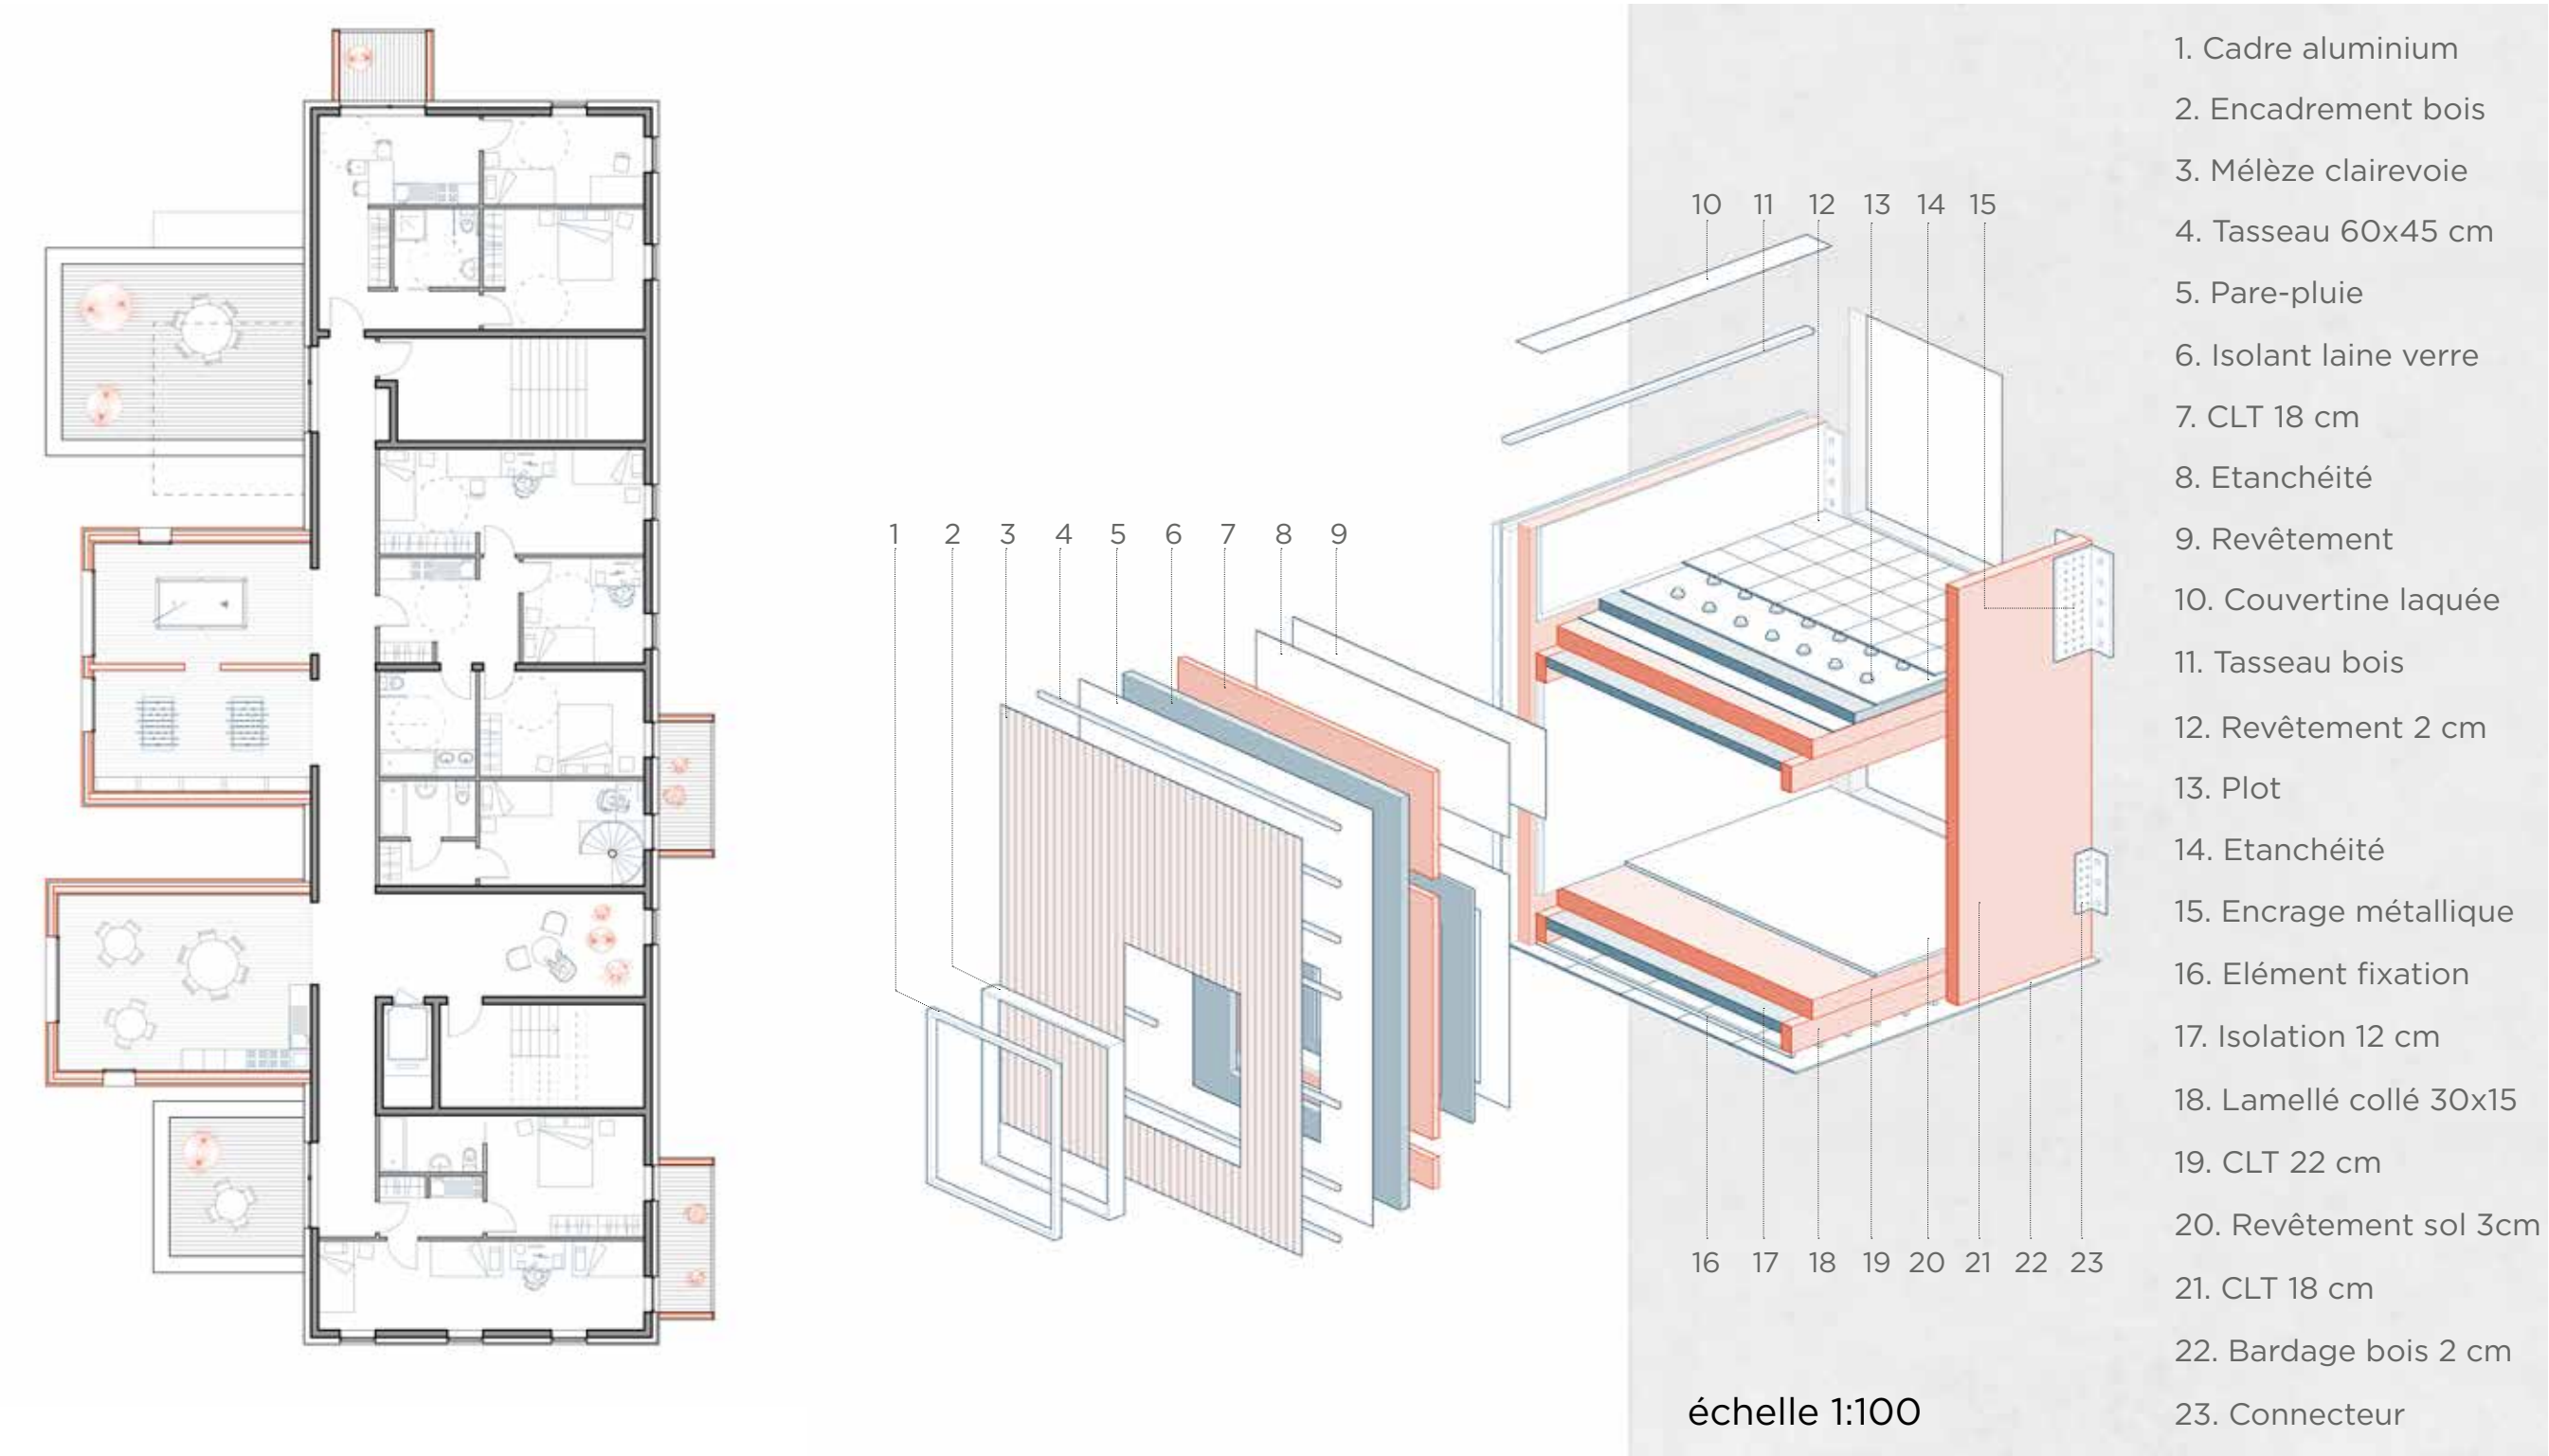 10 11 12 13 14 15
1 2 3 4 5 6 7 8 9
16 17 18 19 20 21 22 23
échelle 1:100
1. Cadre aluminium
2. Encadrement bois
3. Mélèze clairevoie
4. Tasseau 60x45 cm
5. Pare-pluie
6. Isolant laine verre
7. CLT 18 cm
8. Etanchéité
9. Revêtement
10. Couvertine laquée
11. Tasseau bois
12. Revêtement 2 cm
13. Plot
14. Etanchéité
15. Encrage métallique
16. Elément fixation
17. Isolation 12 cm
18. Lamellé collé 30x15
19. CLT 22 cm
20. Revêtement sol 3cm
21. CLT 18 cm
22. Bardage bois 2 cm
23. Connecteur